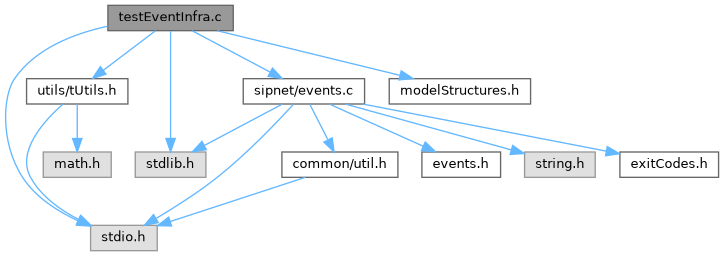 testEventInfra.c
utils/tUtils.h
sipnet/events.c
modelStructures.h
math.h
stdlib.h
common/util.h
events.h
string.h
exitCodes.h
stdio.h